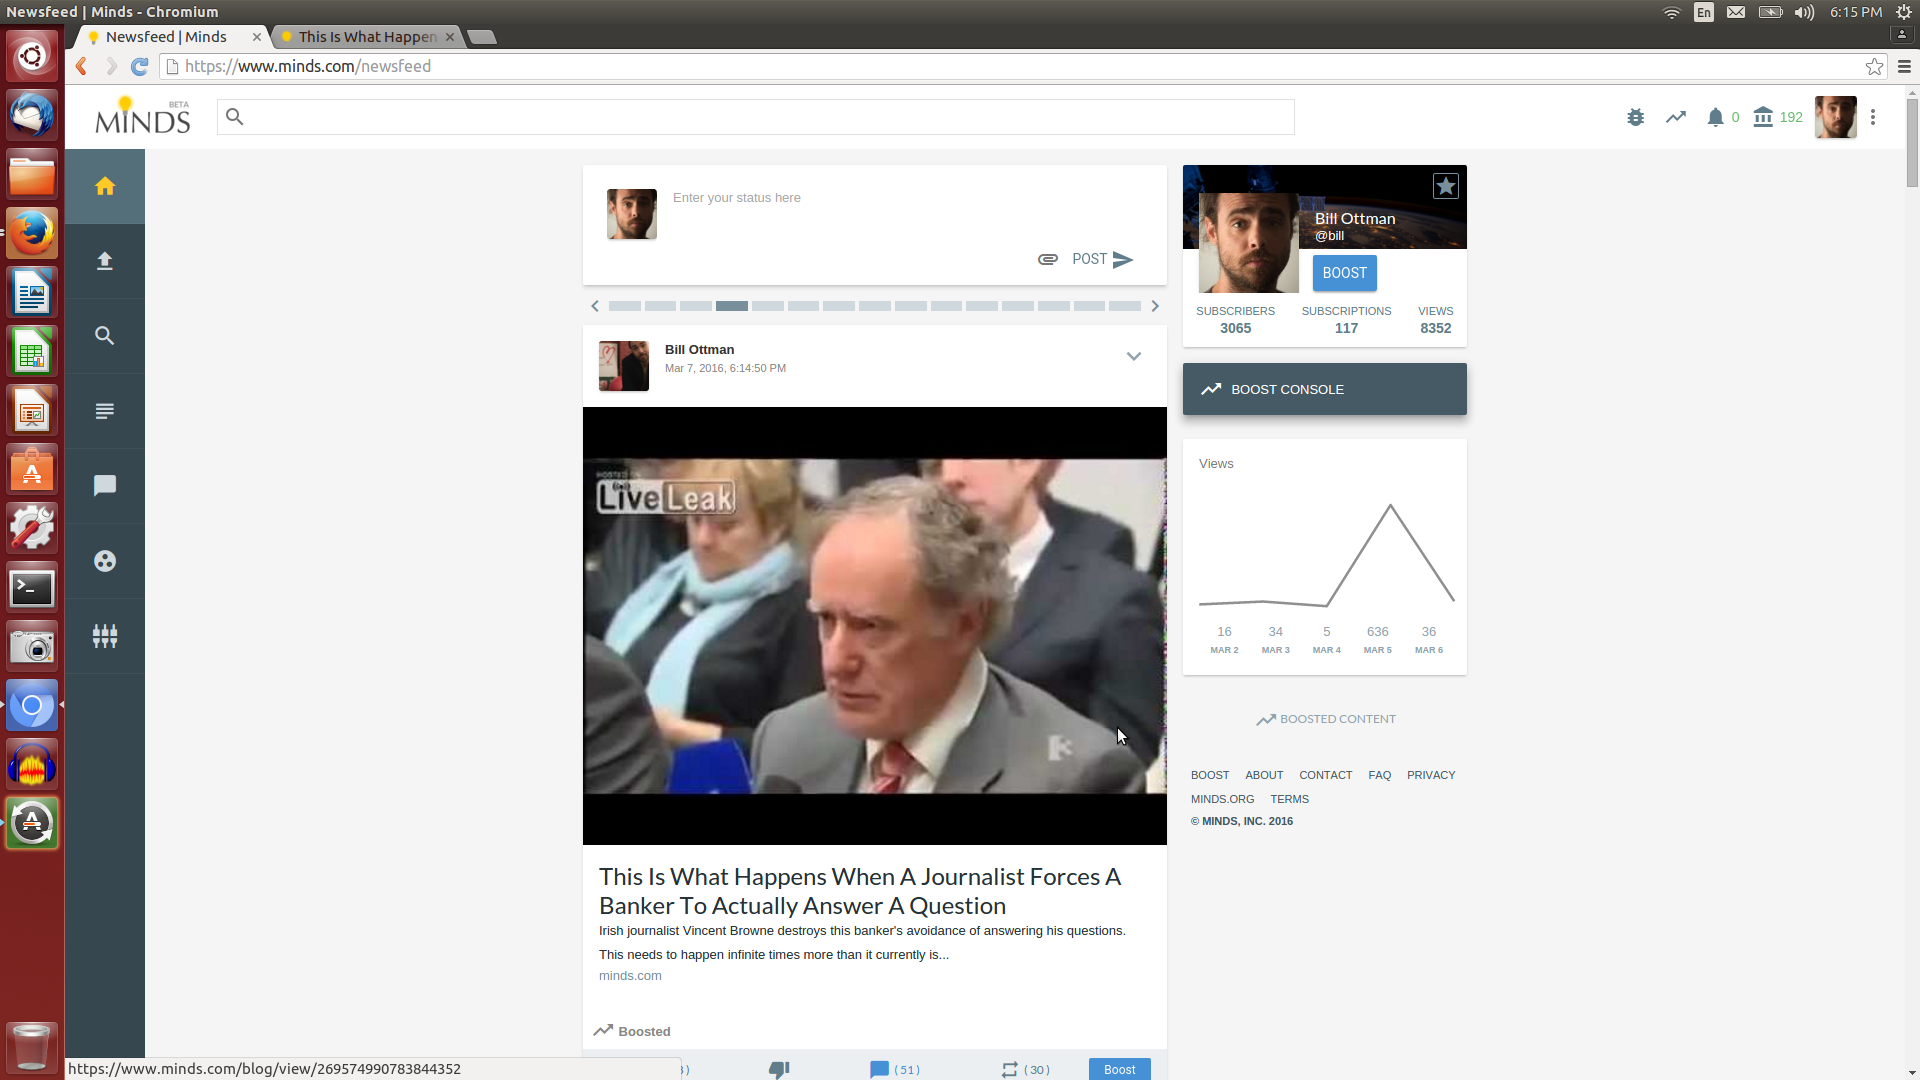 Newsfeed | Minds - Chromium
En
6:15 PM
Newsfeed | Minds
This Is What Happen
https://www.minds.com/newsfeed
BETA
MINDS
0
192
Enter your status here
POST
Bill Ottman
@bill
BOOST
SUBSCRIBERS SUBSCRIPTIONS VIEWS
3065 117 8352
Bill Ottman
Mar 7, 2016, 6:14:50 PM
BOOST CONSOLE
HOSTED ON
LiveLeak
Views
16 34 5 636 36
MAR 2 MAR 3 MAR 4 MAR 5 MAR 6
BOOSTED CONTENT
BOOST ABOUT CONTACT FAQ PRIVACY
MINDS.ORG TERMS
© MINDS, INC. 2016
This Is What Happens When A Journalist Forces A
Banker To Actually Answer A Question
Irish journalist Vincent Browne destroys this banker's avoidance of answering his questions.
This needs to happen infinite times more than it currently is...
minds.com
Boosted
(51)
(30)
Boost
https://www.minds.com/blog/view/269574990783844352